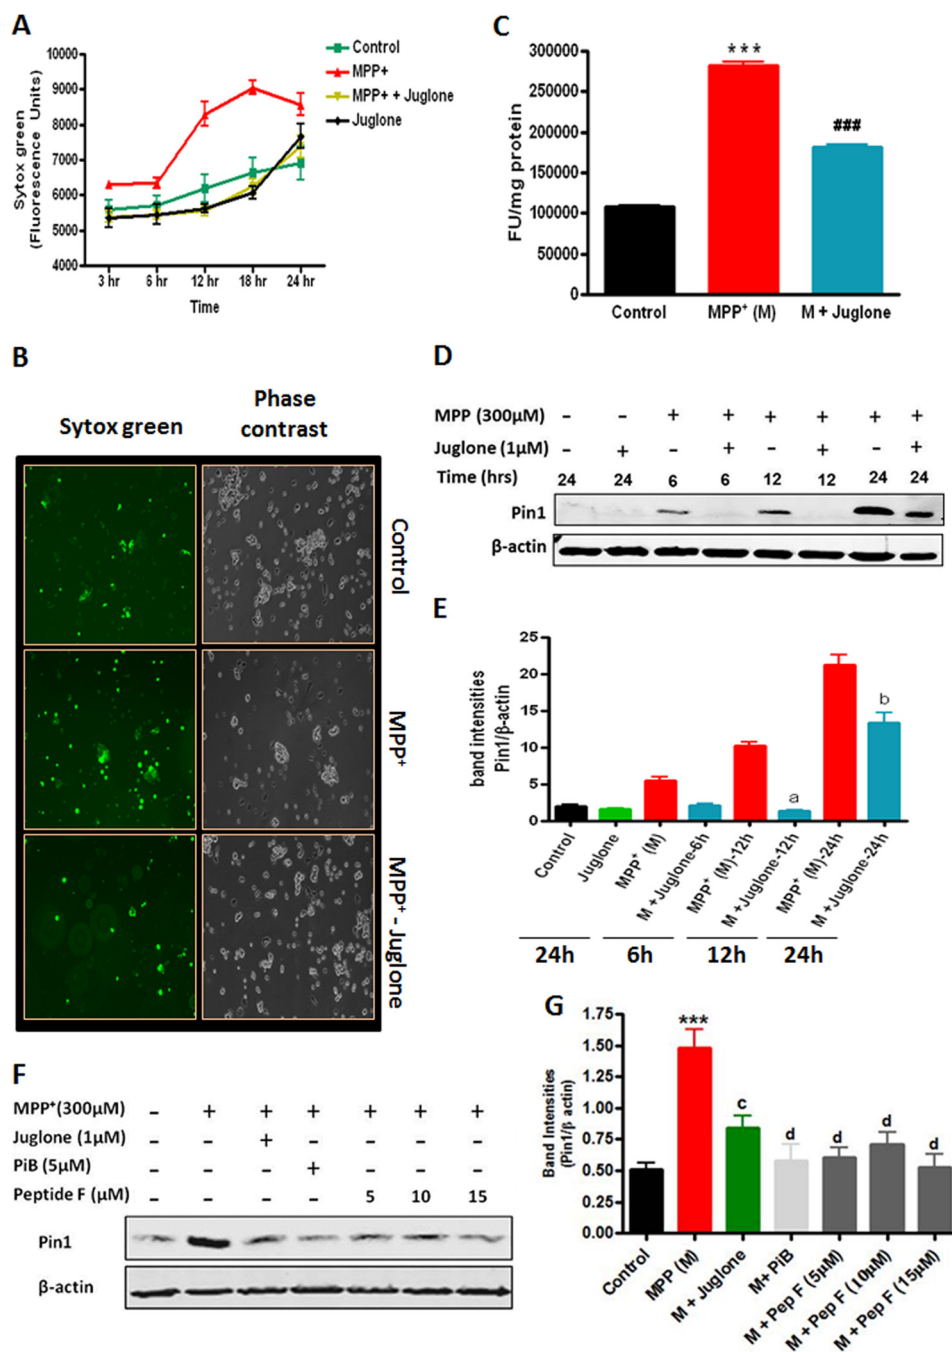 A
Sytox green
(Fluorescence Units)
10000
9000
8000
7000
6000
5000
4000
3 hr 6 hr 12 hr 18 hr 24 hr
Time
Control
MPP+
MPP+ + Juglone
Juglone
C
FU/mg protein
300000
250000
200000
150000
100000
50000
0
***
###
Control MPP⁺ (M) M + Juglone
B
Sytox green
Phase
contrast
Control
MPP⁺
MPP⁺ - Juglone
D
MPP (300µM) - - + + + + + +
Juglone (1µM) - + - + - + - +
Time (hrs) 24 24 6 6 12 12 24 24
Pin1
β-actin
E
band intensities
Pin1/β-actin
25
20
15
10
5
0
a
b
Control
Juglone
MPP⁺ (M)
M +Juglone-6h
MPP⁺ (M)-12h
M +Juglone-12h
MPP⁺ (M)-24h
M +Juglone-24h
24h 6h 12h 24h
F
MPP⁺(300µM) - + + + + + +
Juglone (1µM) +
PiB (5µM) +
Peptide F (µM) 5 10 15
Pin1
β-actin
G
Band Intensities
(Pin1/β actin)
1.75
1.50
1.25
1.00
0.75
0.50
0.25
0.00
***
c
d
d
d
d
Control
MPP (M)
M + Juglone
M+ PiB
M + Pep F (5µM)
M + Pep F (10µM)
M + Pep F (15µM)